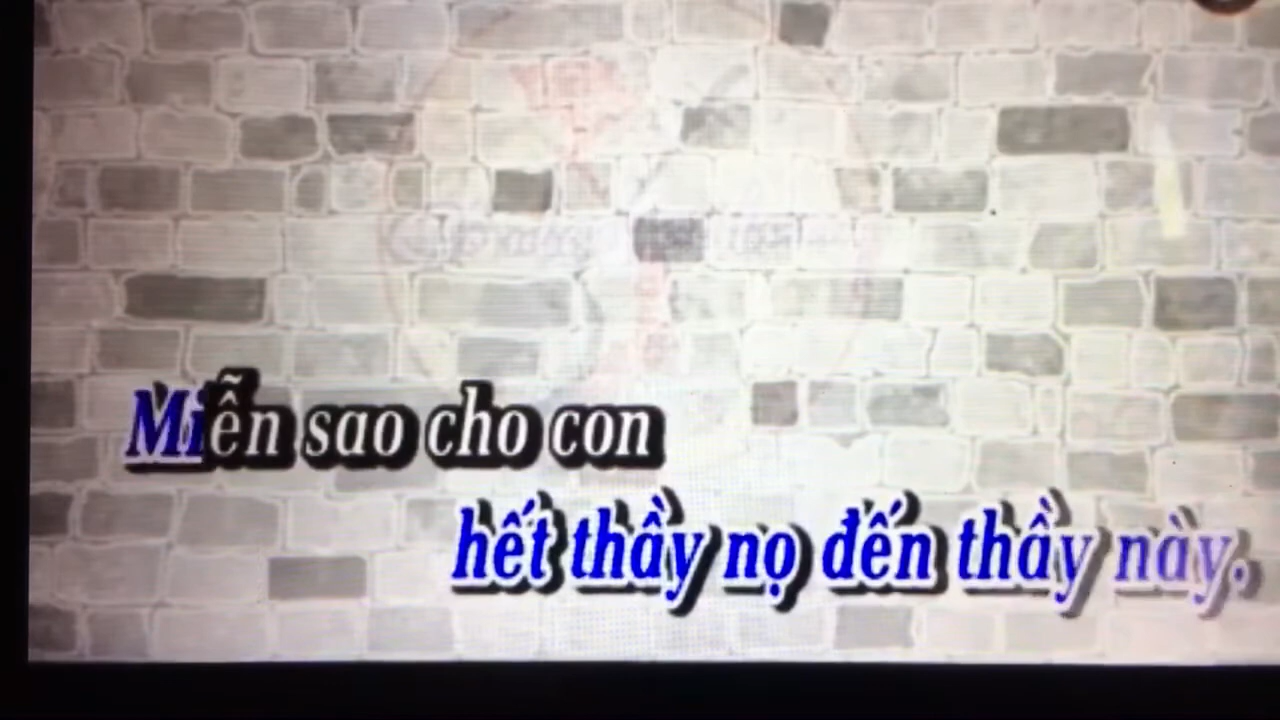 Miễn sao cho con
hết thầy nọ đến thầy này.